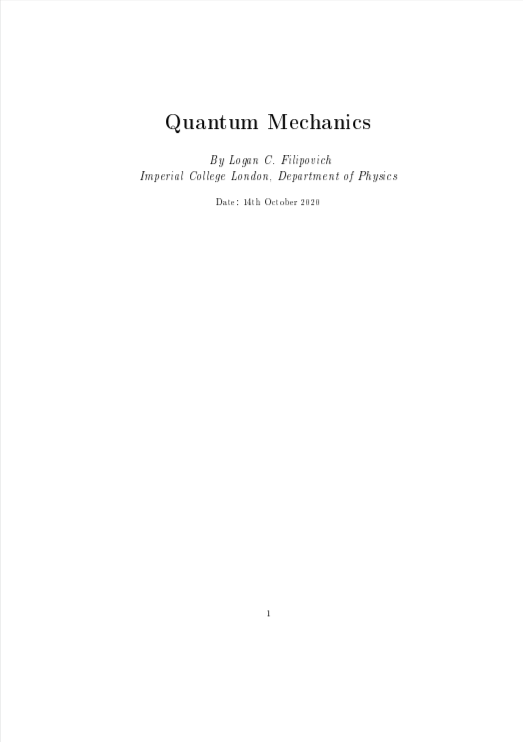 Quantum Mechanics
By Logan C. Filipovich
Imperial College London, Department of Physics
Date: 14th October 2020
1